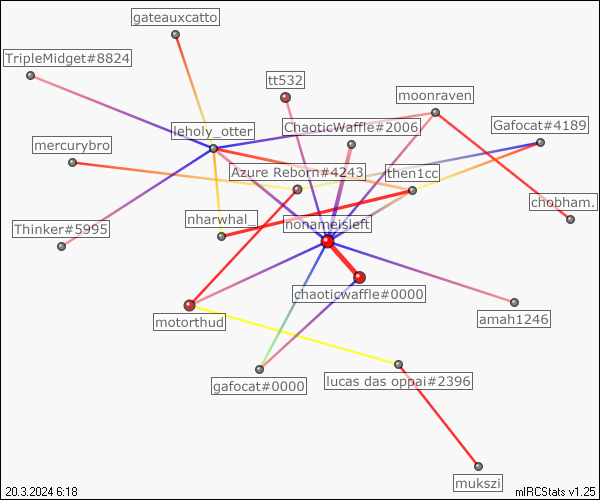 gateauxcatto
TripleMidget#8824
tt532
moonraven
leholy_otter
ChaoticWaffle#2006
Gafocat#4189
mercurybro
Azure Reborn#4243
then1cc
chobham.
Thinker#5995
nharwhal_
nonameisleft
chaoticwaffle#0000
motorthud
amah1246
gafocat#0000
lucas das oppai#2396
mukszi
20.3.2024 6:18
mIRCStats v1.25